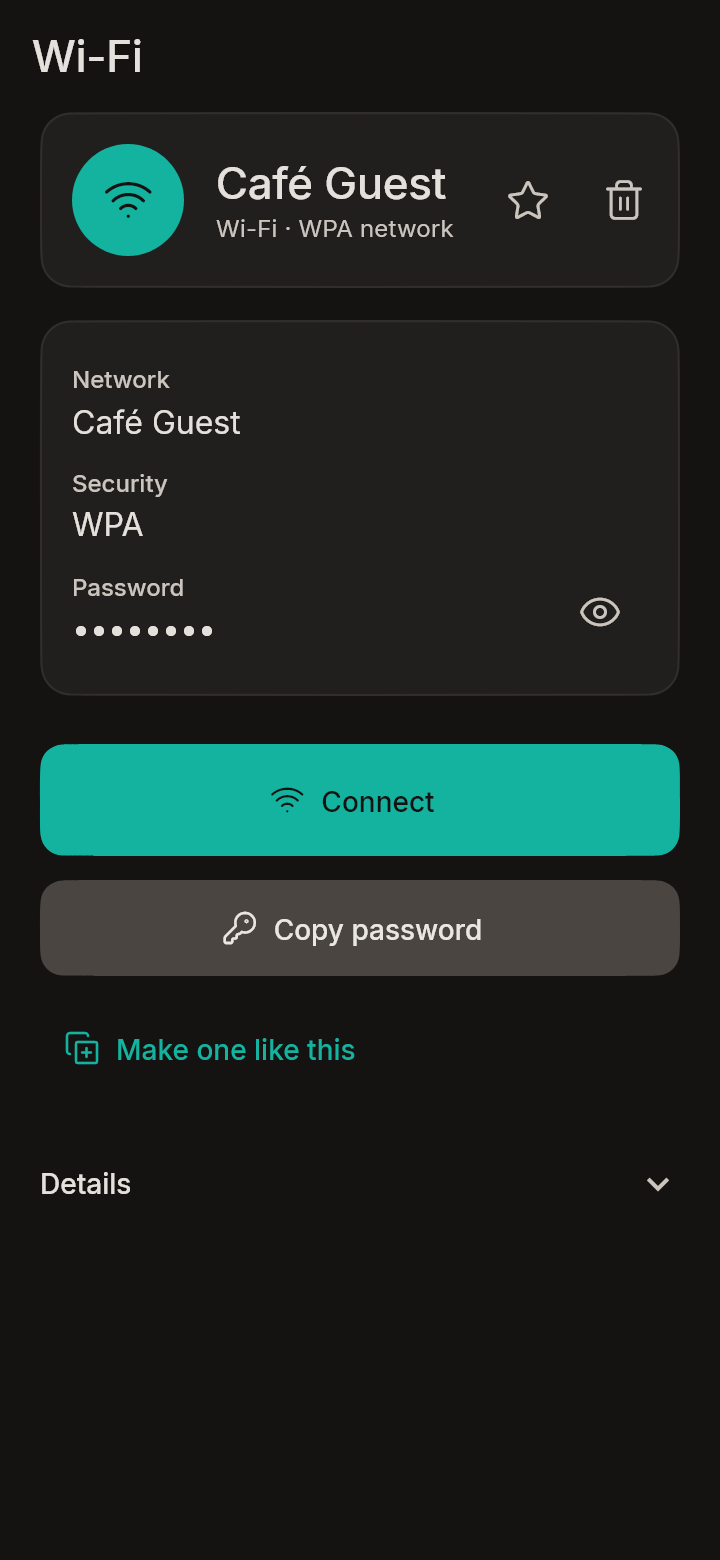 Wi-Fi
Café Guest
Wi-Fi · WPA network
Network
Café Guest
Security
WPA
Password
••••••••
Connect
Copy password
Make one like this
Details